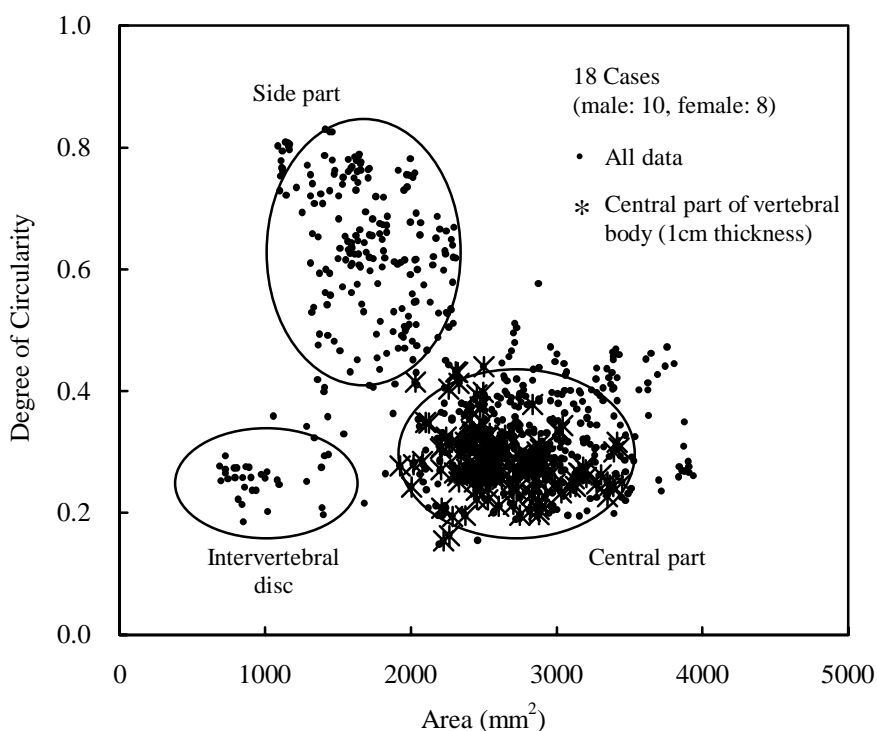 1.0
0.8
0.6
0.4
0.2
0.0
Degree of Circularity
Side part
18 Cases
(male: 10, female: 8)
• All data
* Central part of vertebral
body (1cm thickness)
Intervertebral
disc
Central part
0 1000 2000 3000 4000 5000
Area (mm²)